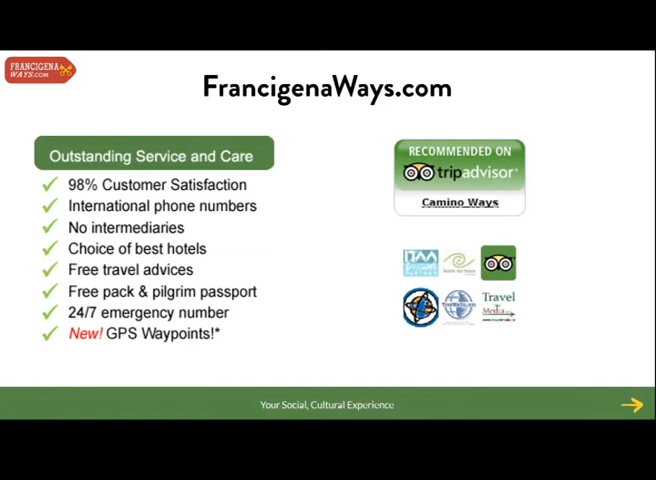 FRANCIGENA
WAYS.COM
FrancigenaWays.com
Outstanding Service and Care
98% Customer Satisfaction
International phone numbers
No intermediaries
Choice of best hotels
Free travel advices
Free pack & pilgrim passport
24/7 emergency number
New! GPS Waypoints!*
RECOMMENDED ON
tripadvisor
Camino Ways
ITAA
Travel
Media.ie
Your Social, Cultural Experience